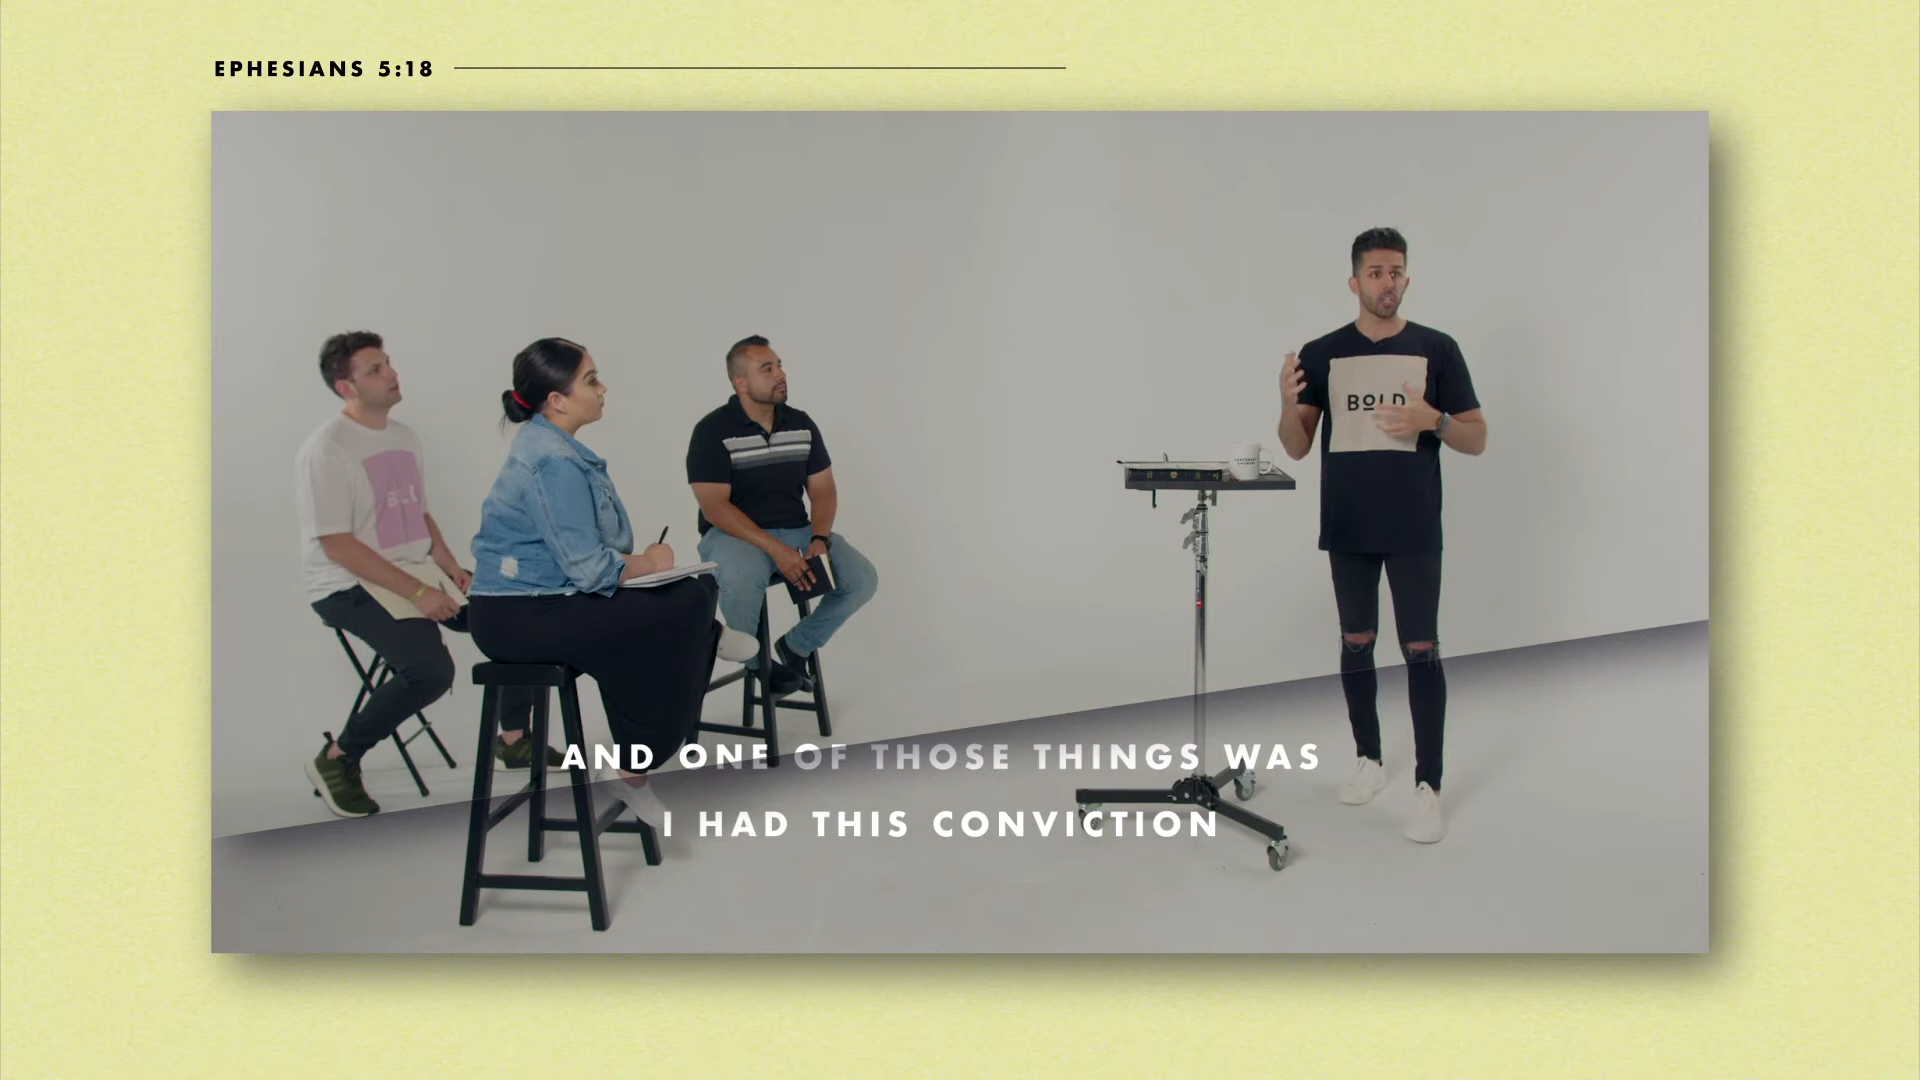 EPHESIANS 5:18
BOLD
AND ONE OF THOSE THINGS WAS
I HAD THIS CONVICTION